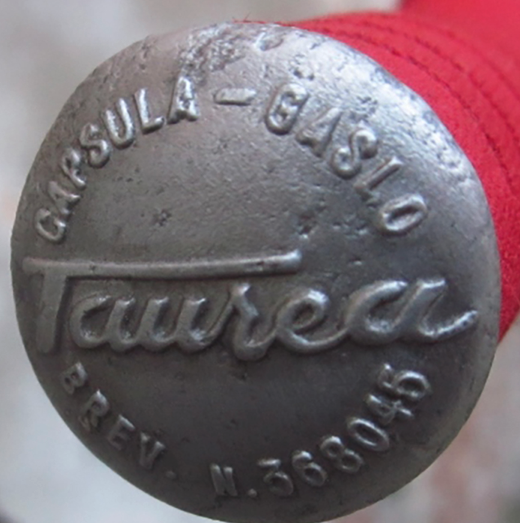 CAPSULA - GASLO
Taurea
BREV. N. 368045